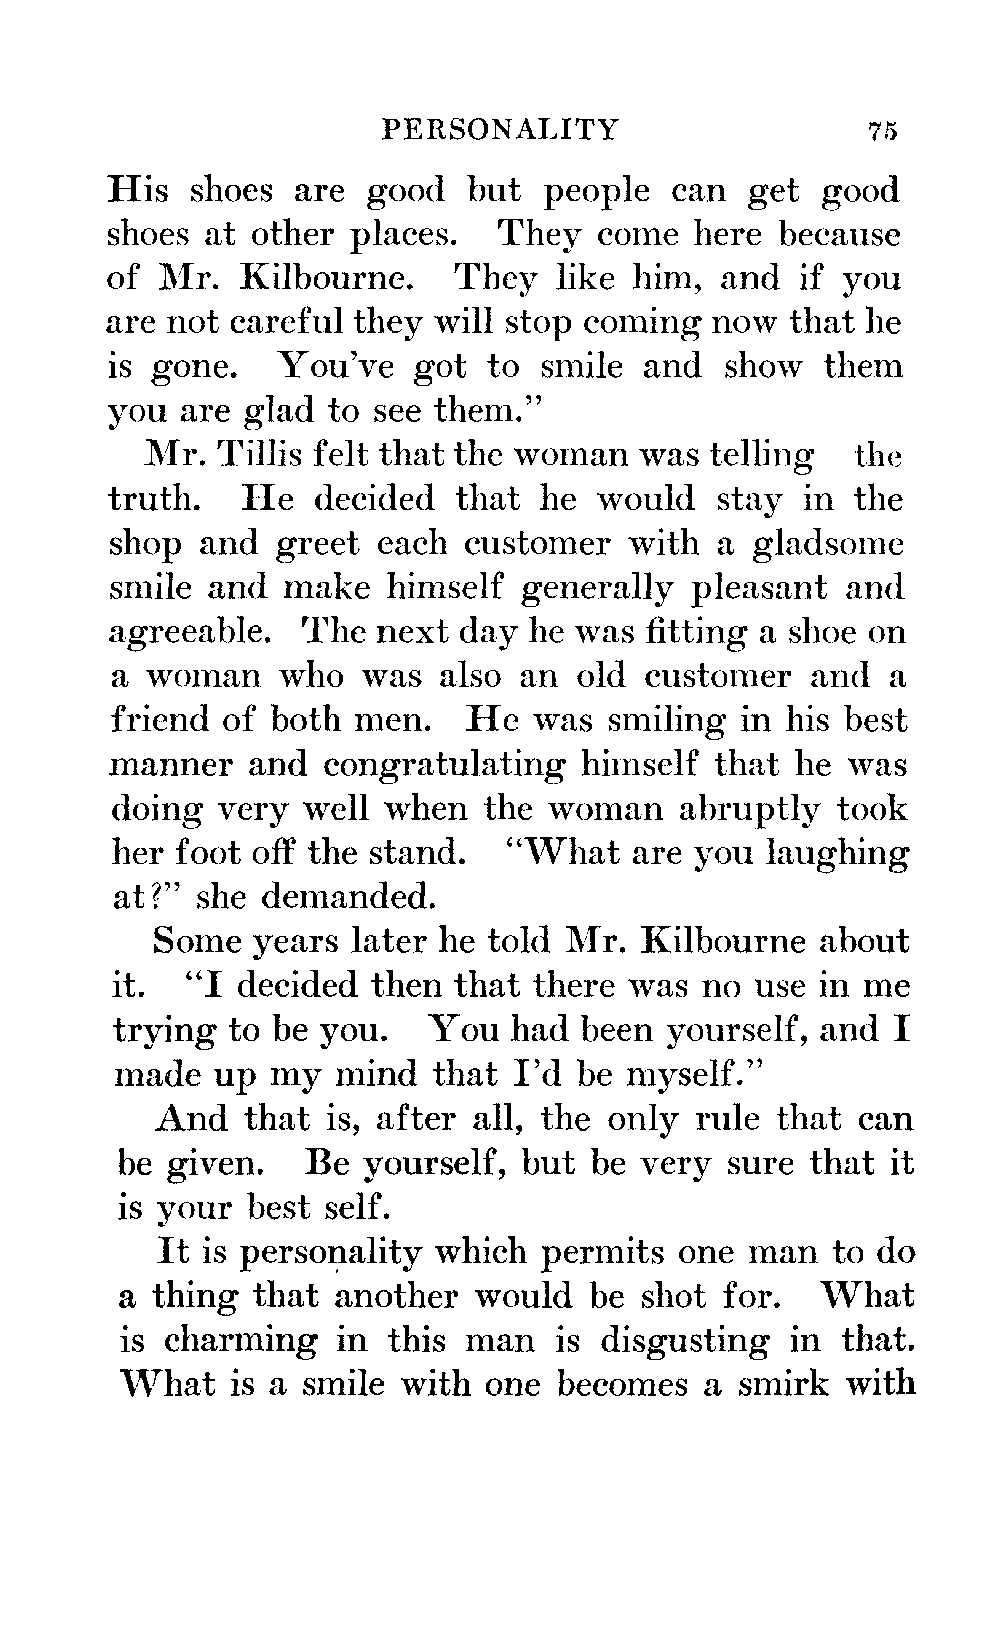 PERSONALITY 75
His shoes are good but people can get good
shoes at other places. They come here because
of Mr. Kilbourne. They like him, and if you
are not careful they will stop coming now that he
is gone. You've got to smile and show them
you are glad to see them."
Mr. Tillis felt that the woman was telling the
truth. He decided that he would stay in the
shop and greet each customer with a gladsome
smile and make himself generally pleasant and
agreeable. The next day he was fitting a shoe on
a woman who was also an old customer and a
friend of both men. He was smiling in his best
manner and congratulating himself that he was
doing very well when the woman abruptly took
her foot off the stand. "What are you laughing
at?" she demanded.
Some years later he told Mr. Kilbourne about
it. "I decided then that there was no use in me
trying to be you. You had been yourself, and I
made up my mind that I'd be myself."
And that is, after all, the only rule that can
be given. Be yourself, but be very sure that it
is your best self.
It is personality which permits one man to do
a thing that another would be shot for. What
is charming in this man is disgusting in that.
What is a smile with one becomes a smirk with